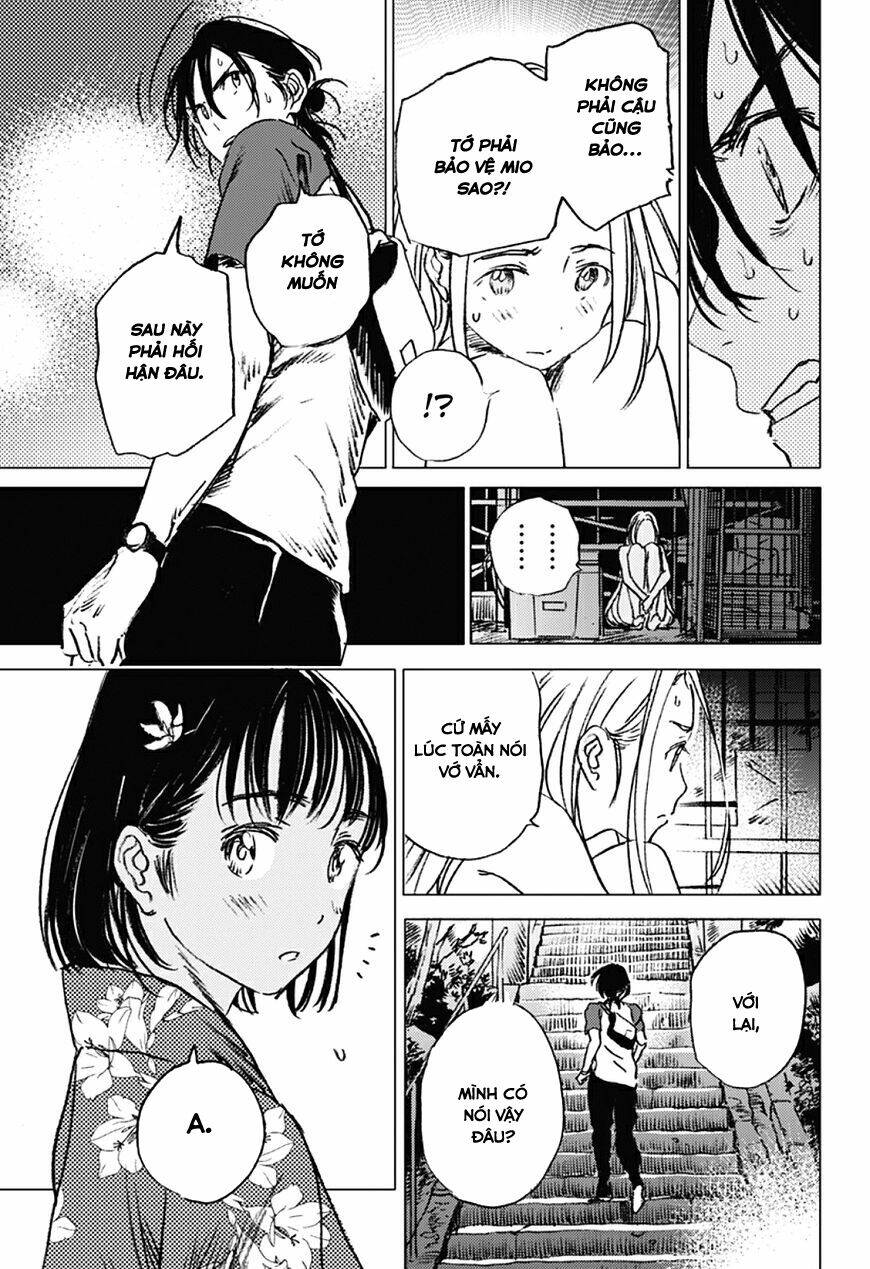 KHÔNG
PHẢI CẬU
CŨNG
BẢO...
TỚ PHẢI
BẢO VỆ MIO
SAO?!
!?
TỚ
KHÔNG
MUỐN
SAU NÀY
PHẢI HỐI
HẬN ĐÂU.
......
CỨ MẤY
LÚC TOÀN NÓI
VỚ VẨN.
VỚI
LẠI,
MÌNH CÓ
NÓI VẬY
ĐÂU?
A.